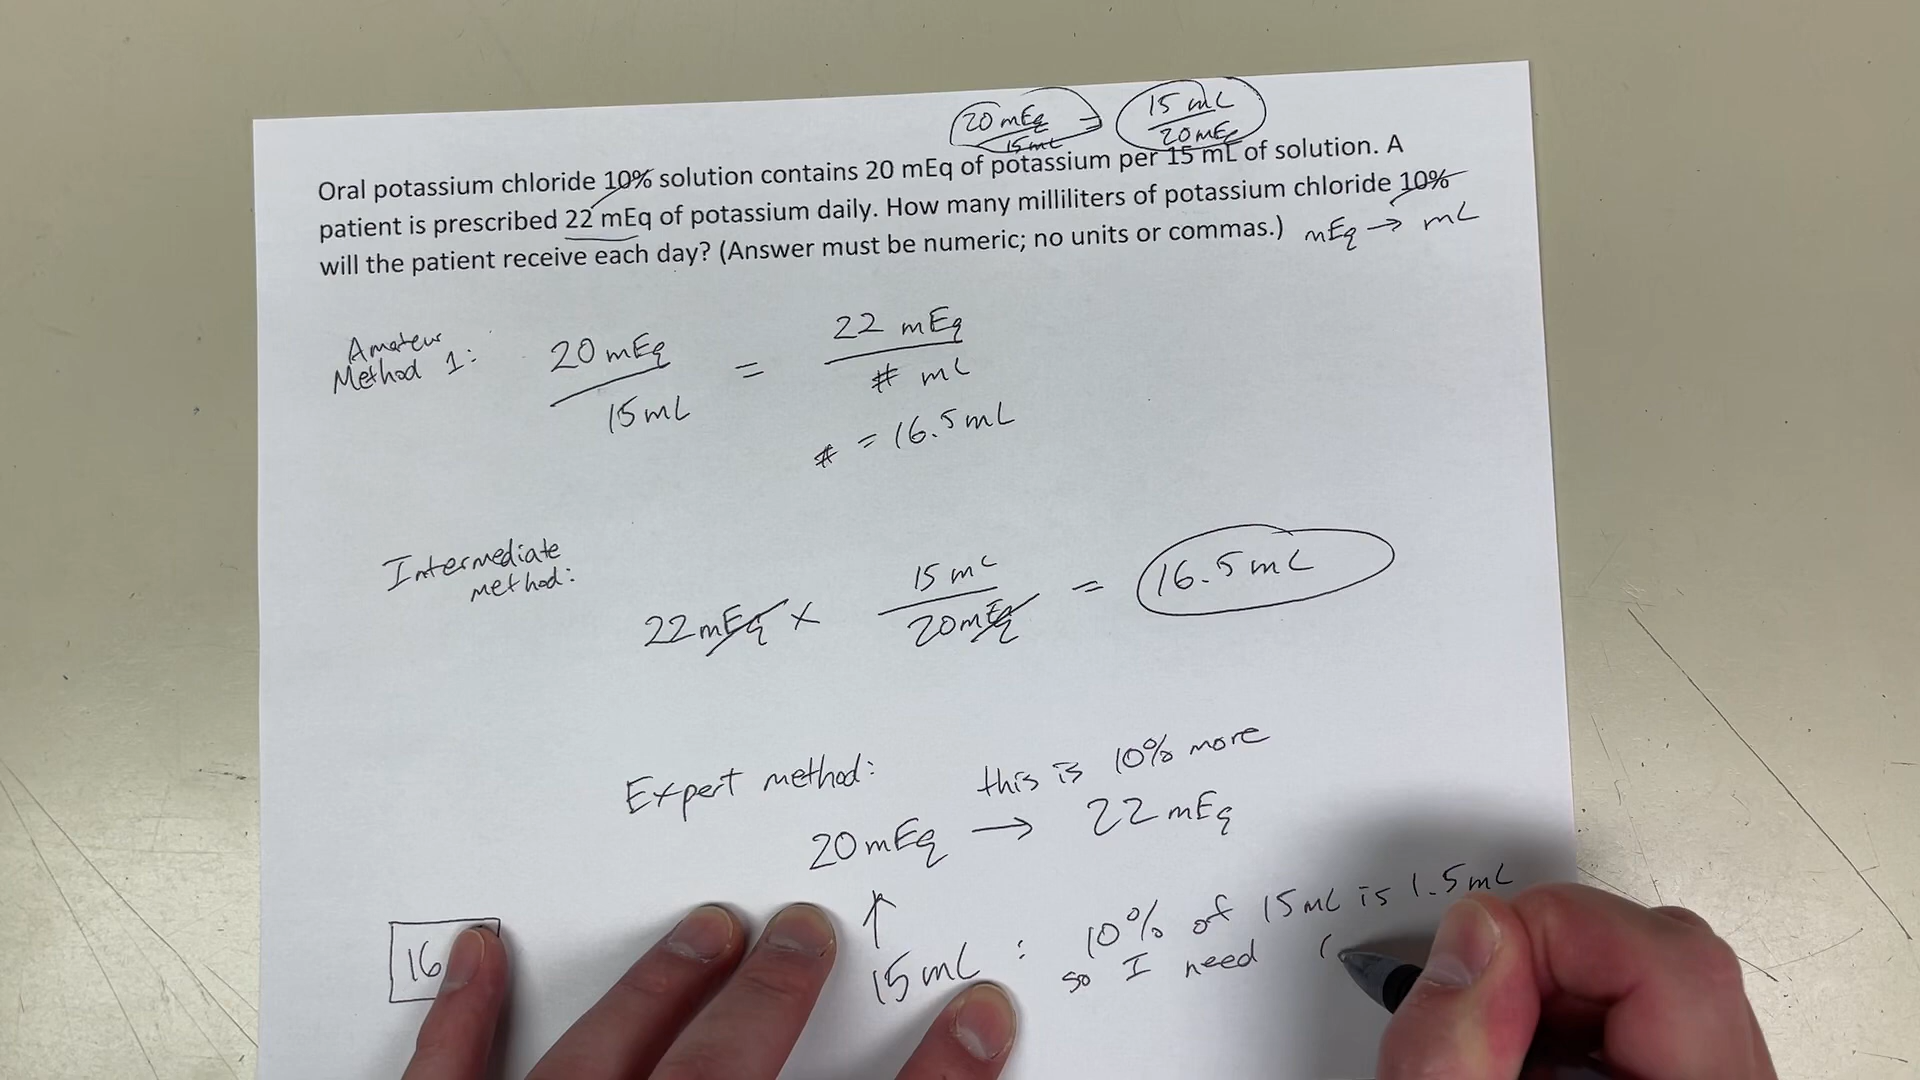 20 mEq = 15 mL
15 mL 20 mEq
Oral potassium chloride 10% solution contains 20 mEq of potassium per 15 mL of solution. A
patient is prescribed 22 mEq of potassium daily. How many milliliters of potassium chloride 10%
will the patient receive each day? (Answer must be numeric; no units or commas.) mEq → mL
Amateur
Method 1:
20 mEq = 22 mEq
15 mL # mL
# = 16.5 mL
Intermediate
method:
22 mEq x 15 mL = 16.5 mL
20 mEq
Expert method: this is 10% more
20 mEq → 22 mEq
↑
15 mL : 10% of 15 mL is 1.5 mL
so I need (
16